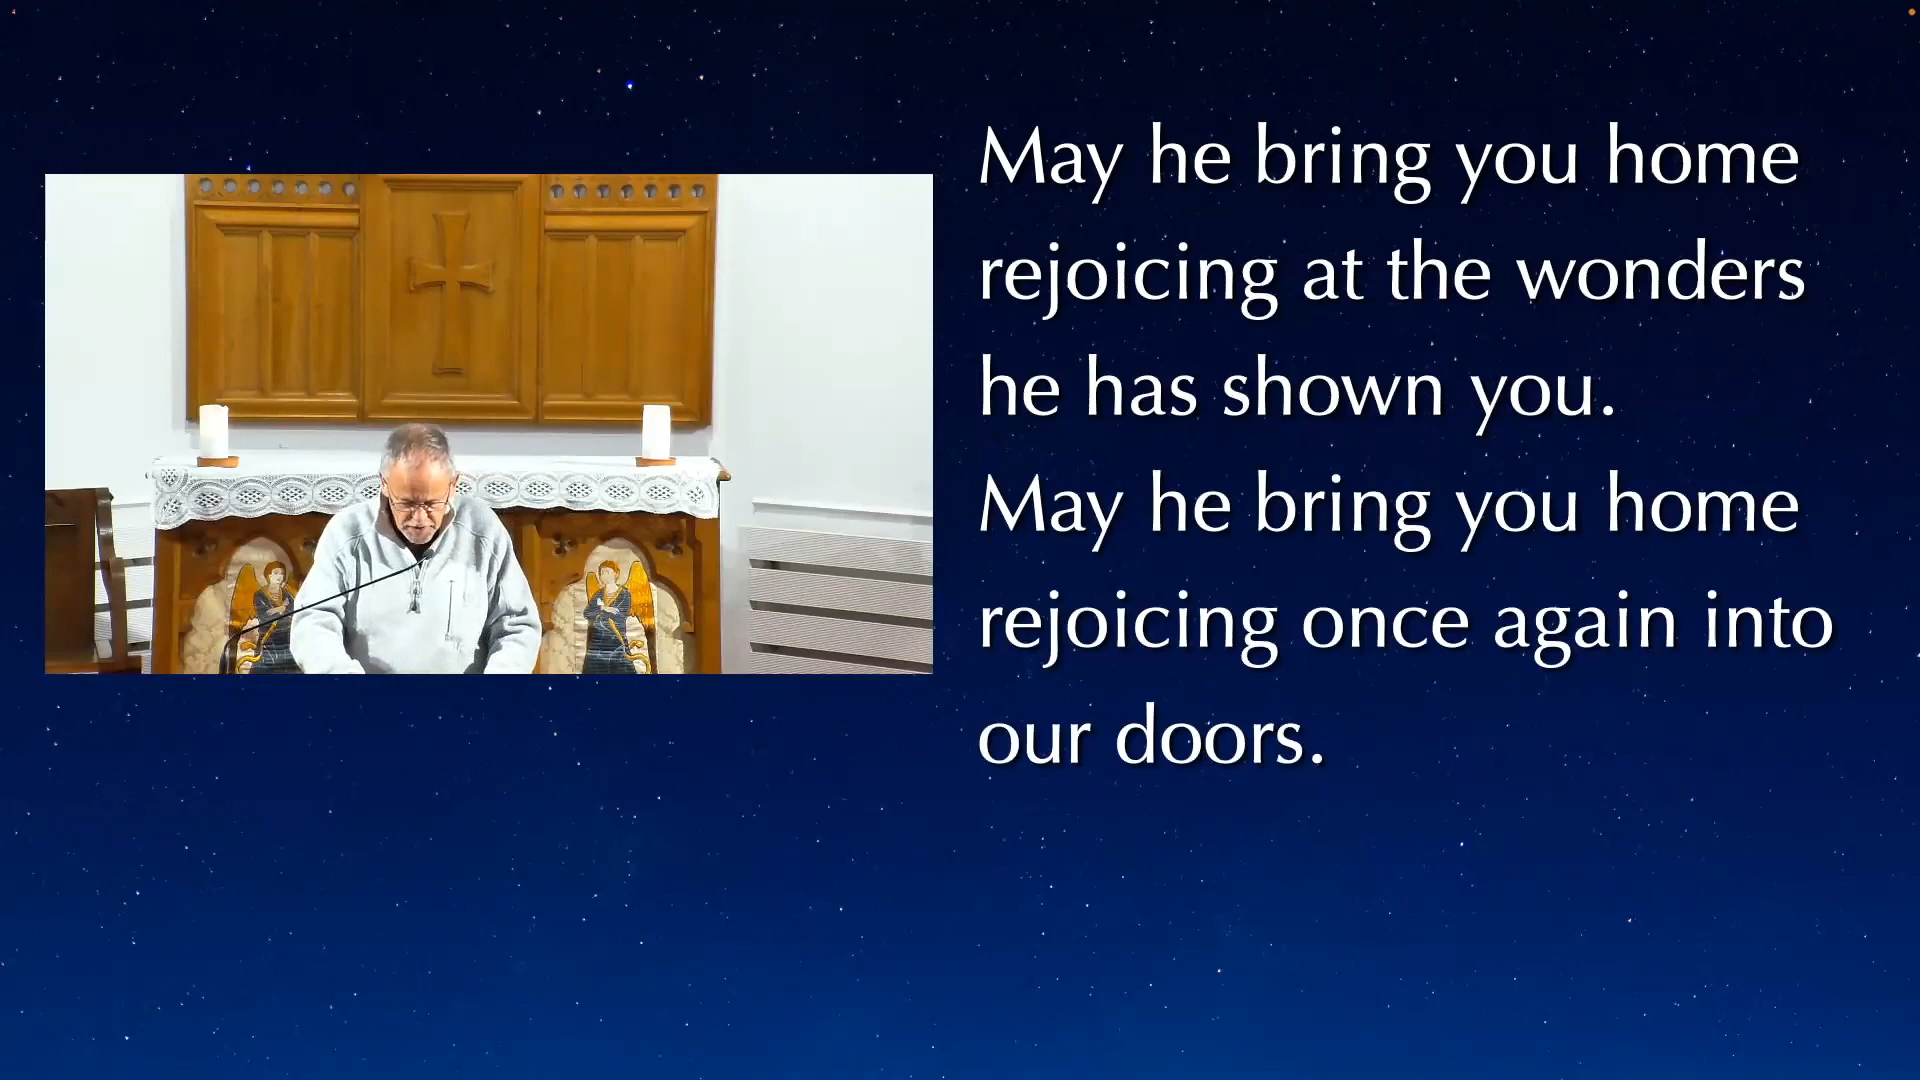 May he bring you home
rejoicing at the wonders
he has shown you.
May he bring you home
rejoicing once again into
our doors.